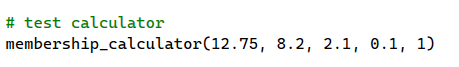 # test calculator
membership_calculator(12.75, 8.2, 2.1, 0.1, 1)